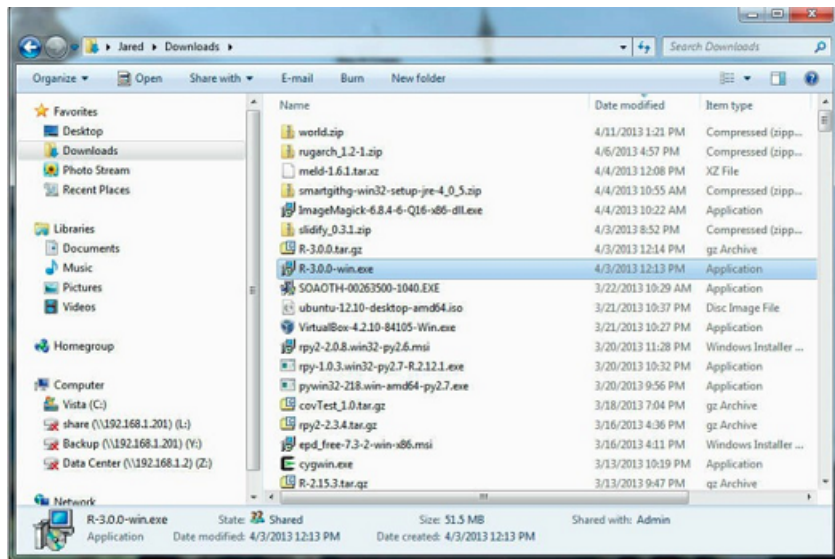 Jared Downloads
Search Downloads
Organize Open Share with E-mail Burn New folder
Favorites
Desktop
Downloads
Photo Stream
Recent Places
Libraries
Documents
Music
Pictures
Videos
Homegroup
Computer
Vista (C:)
share (\\192.168.1.201) (L:)
Backup (\\192.168.1.201) (Y:)
Data Center (\\192.168.1.2) (Z:)
Network
Name Date modified Item type
world.zip 4/11/2013 1:21 PM Compressed (zipp...
rugarch_1.2-1.zip 4/6/2013 4:57 PM Compressed (zipp...
meld-1.6.1.tar.xz 4/4/2013 12:08 PM XZ File
smartgithg-win32-setup-jre-4_0_5.zip 4/4/2013 10:55 AM Compressed (zipp...
ImageMagick-6.8.4-6-Q16-x86-dll.exe 4/4/2013 10:22 AM Application
slidify_0.3.1.zip 4/3/2013 8:52 PM Compressed (zipp...
R-3.0.0.tar.gz 4/3/2013 12:14 PM gz Archive
R-3.0.0-win.exe 4/3/2013 12:13 PM Application
SOAOTH-00263500-1040.EXE 3/22/2013 10:29 AM Application
ubuntu-12.10-desktop-amd64.iso 3/21/2013 10:37 PM Disc Image File
VirtualBox-4.2.10-84105-Win.exe 3/21/2013 10:27 PM Application
rpy2-2.0.8.win32-py2.6.msi 3/20/2013 11:28 PM Windows Installer ...
rpy-1.0.3.win32-py2.7-R.2.12.1.exe 3/20/2013 10:32 PM Application
pywin32-218.win-amd64-py2.7.exe 3/20/2013 9:56 PM Application
covTest_1.0.tar.gz 3/18/2013 7:04 PM gz Archive
rpy2-2.3.4.tar.gz 3/16/2013 4:36 PM gz Archive
epd_free-7.3-2-win-x86.msi 3/16/2013 4:11 PM Windows Installer ...
cygwin.exe 3/13/2013 10:19 PM Application
R-2.15.3.tar.gz 3/13/2013 9:47 PM gz Archive
R-3.0.0-win.exe State: Shared Size: 51.5 MB Shared with: Admin
Application Date modified: 4/3/2013 12:13 PM Date created: 4/3/2013 12:13 PM